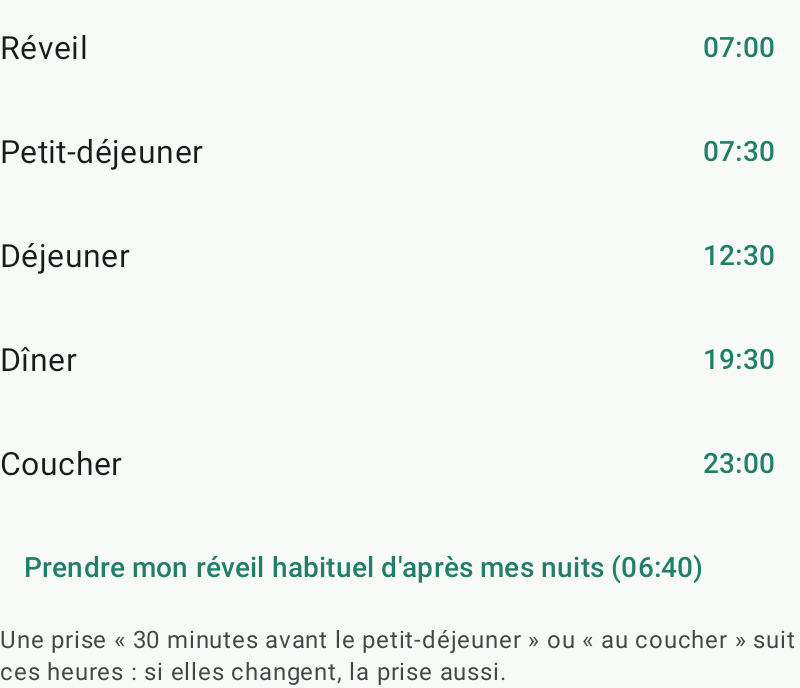 Réveil 07:00
Petit-déjeuner 07:30
Déjeuner 12:30
Dîner 19:30
Coucher 23:00
Prendre mon réveil habituel d'après mes nuits (06:40)
Une prise « 30 minutes avant le petit-déjeuner » ou « au coucher » suit
ces heures : si elles changent, la prise aussi.